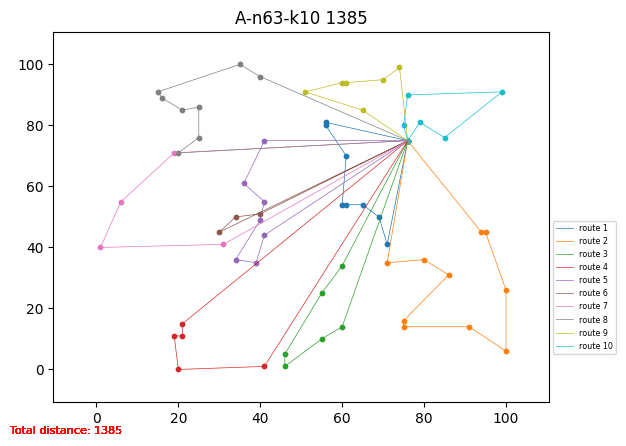 A-n63-k10 1385
100
80
60
40
20
0
0 20 40 60 80 100
route 1
route 2
route 3
route 4
route 5
route 6
route 7
route 8
route 9
route 10
Total distance: 1385